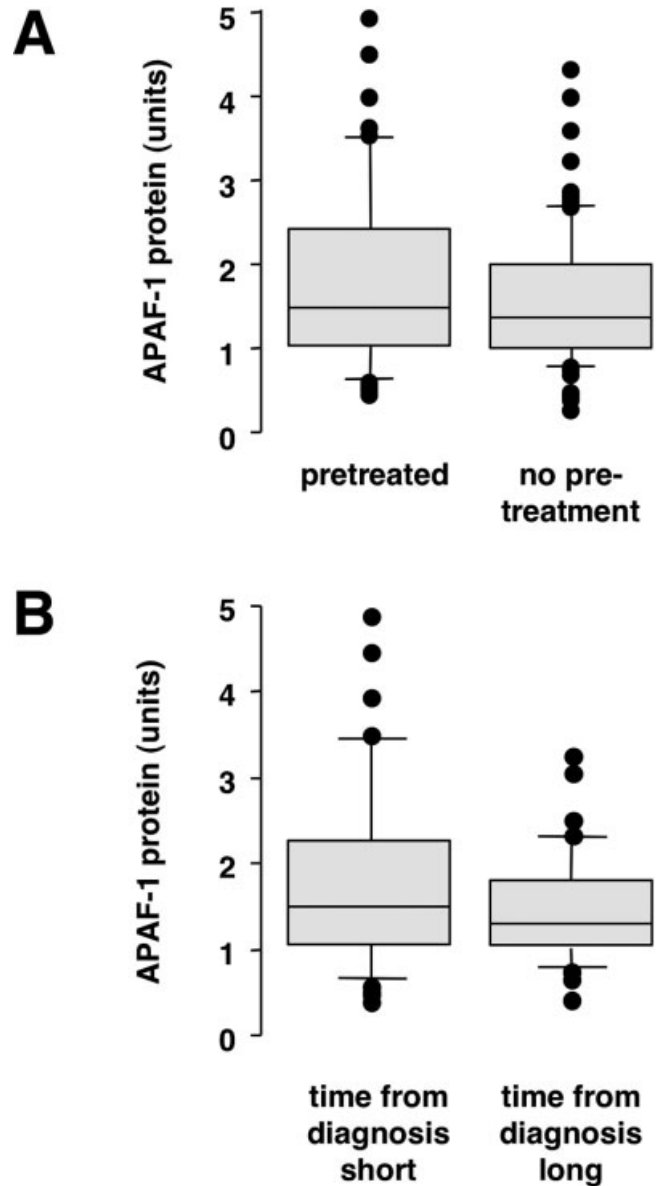 A
APAF-1 protein (units)
5
4
3
2
1
0
pretreated
no pre-
treatment
B
APAF-1 protein (units)
5
4
3
2
1
0
time from
diagnosis
short
time from
diagnosis
long